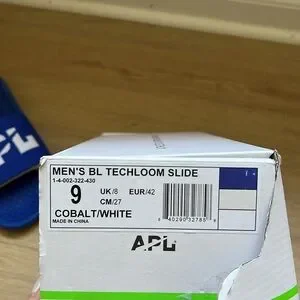 APL
MEN'S BL TECHLOOM SLIDE
1-4-002-322-430
9 UK/8 EUR/42
CM/27
COBALT/WHITE
MADE IN CHINA
APL